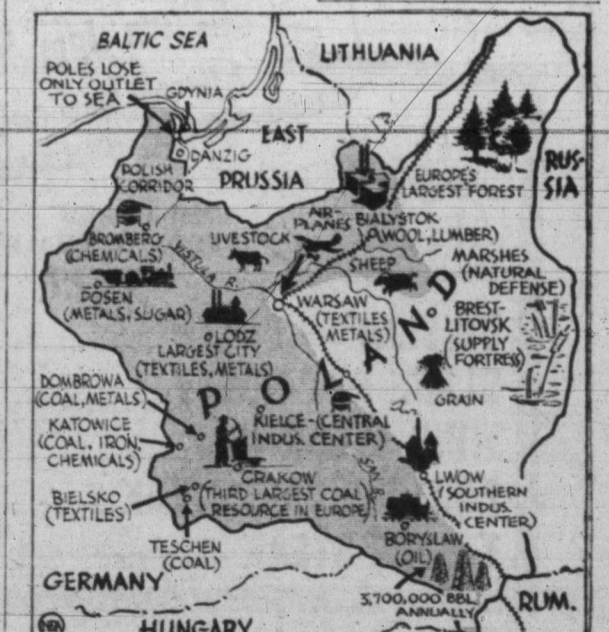 BALTIC SEA
LITHUANIA
POLES LOSE
ONLY OUTLET
TO SEA
GDYNIA
EAST
PRUSSIA
DANZIG
POLISH
CORRIDOR
RUS-
SIA
EUROPE'S
LARGEST FOREST
AIR-
PLANES
BIALYSTOK
(WOOL, LUMBER)
BROMBERG
(CHEMICALS)
LIVESTOCK
VISTULA R.
SHEEP
MARSHES
(NATURAL
DEFENSE)
POSEN
(METALS, SUGAR)
WARSAW
(TEXTILES
METALS)
BREST-
LITOVSK
(SUPPLY
FORTRESS)
LODZ
LARGEST CITY
(TEXTILES, METALS)
POLAND
GRAIN
DOMBROWA
(COAL, METALS)
KATOWICE
(COAL, IRON,
CHEMICALS)
KIELCE-(CENTRAL
INDUS. CENTER)
BIELSKO
(TEXTILES)
CRAKOW
(THIRD LARGEST COAL
RESOURCE IN EUROPE)
SAN R.
LWOW
(SOUTHERN
INDUS.
CENTER)
TESCHEN
(COAL)
BORYSLAW
(OIL)
3,700,000 BBL.
ANNUALLY
GERMANY
RUM.
HUNGARY
NEA